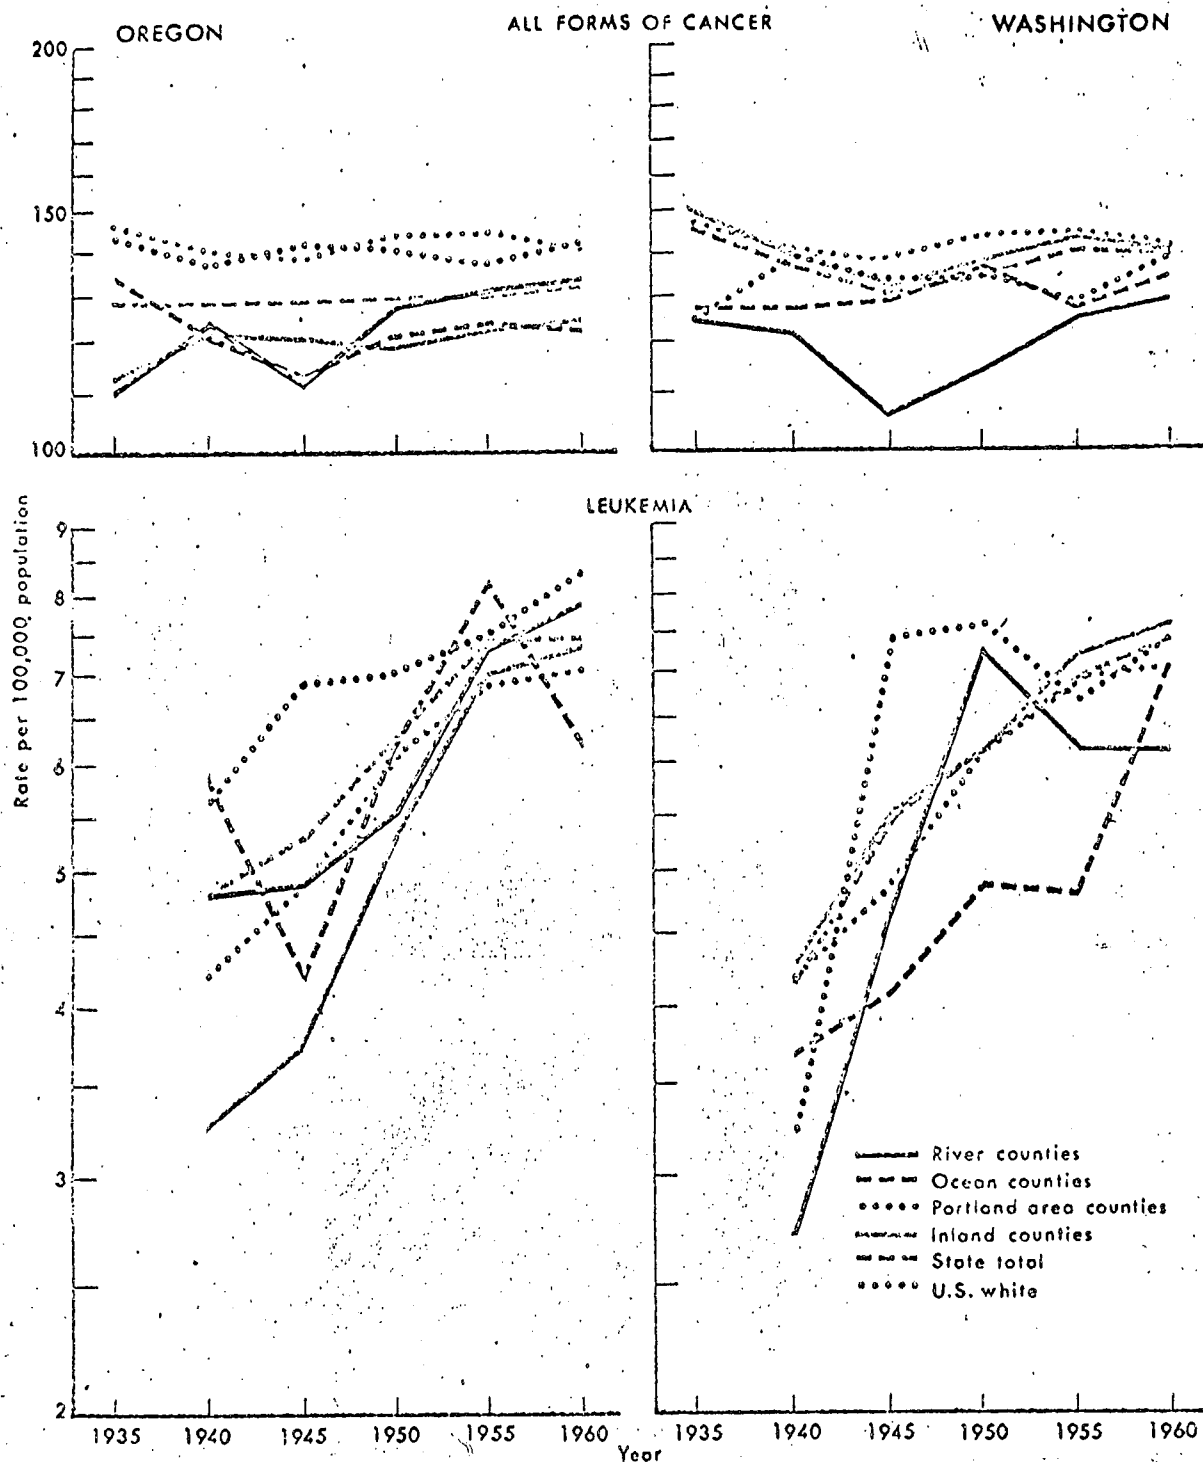 OREGON
ALL FORMS OF CANCER
WASHINGTON
200
150
100
LEUKEMIA
Rate per 100,000 population
9
8
7
6
5
4
3
2
River counties
Ocean counties
Portland area counties
Inland counties
State total
U.S. white
1935 1940 1945 1950 1955 1960
1935 1940 1945 1950 1955 1960
Year